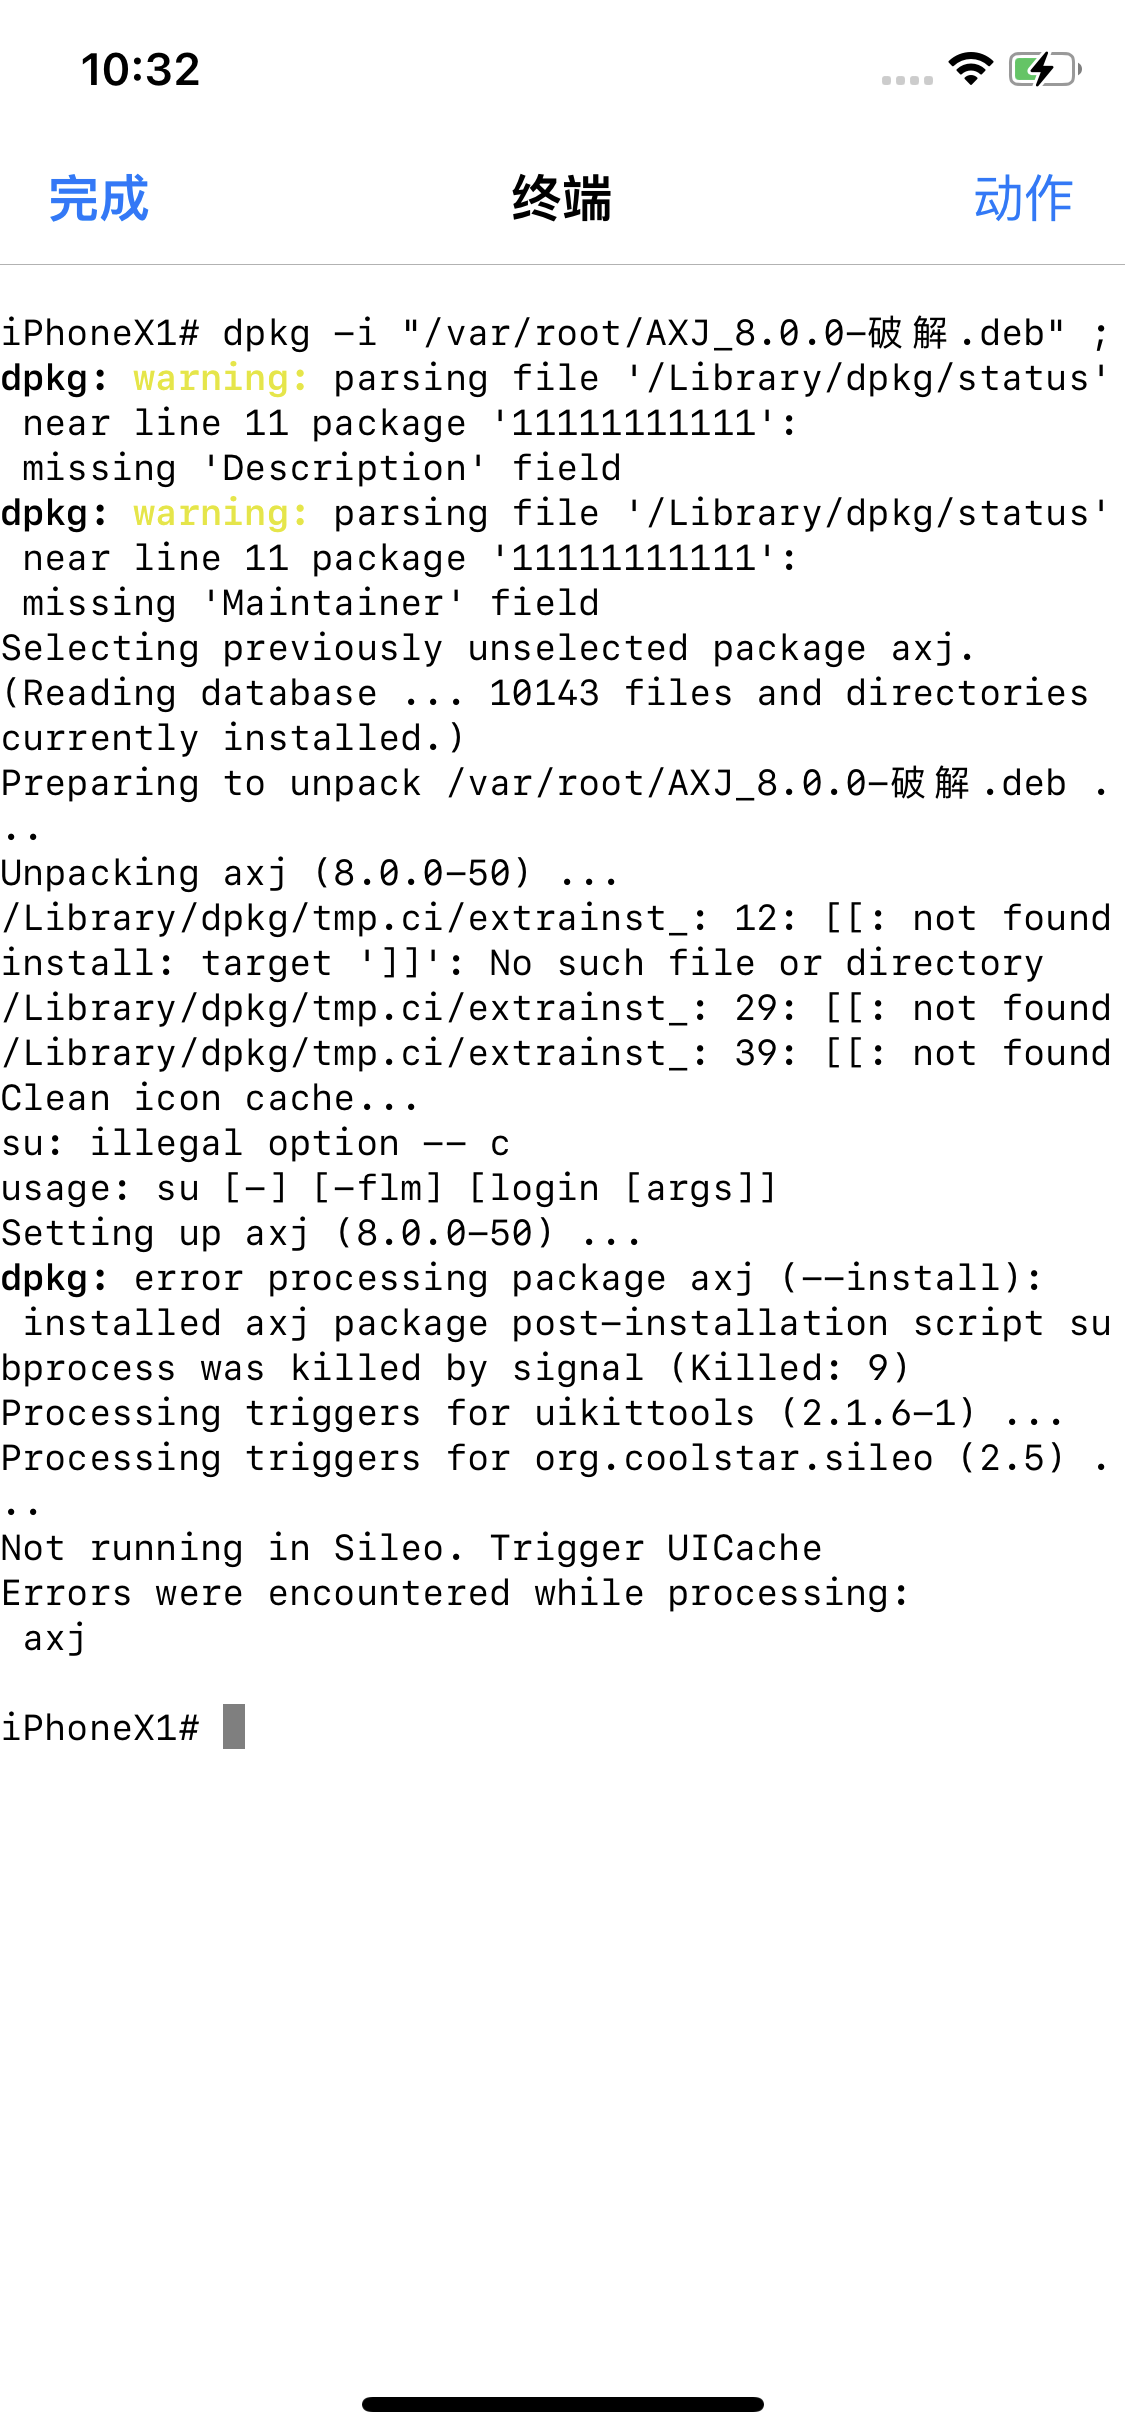 10:32
完成 终端 动作
iPhoneX1# dpkg -i "/var/root/AXJ_8.0.0-破解.deb" ;
dpkg: warning: parsing file '/Library/dpkg/status'
 near line 11 package '11111111111':
 missing 'Description' field
dpkg: warning: parsing file '/Library/dpkg/status'
 near line 11 package '11111111111':
 missing 'Maintainer' field
Selecting previously unselected package axj.
(Reading database ... 10143 files and directories
currently installed.)
Preparing to unpack /var/root/AXJ_8.0.0-破解.deb .
..
Unpacking axj (8.0.0-50) ...
/Library/dpkg/tmp.ci/extrainst_: 12: [[: not found
install: target ']]': No such file or directory
/Library/dpkg/tmp.ci/extrainst_: 29: [[: not found
/Library/dpkg/tmp.ci/extrainst_: 39: [[: not found
Clean icon cache...
su: illegal option -- c
usage: su [-] [-flm] [login [args]]
Setting up axj (8.0.0-50) ...
dpkg: error processing package axj (--install):
 installed axj package post-installation script su
bprocess was killed by signal (Killed: 9)
Processing triggers for uikittools (2.1.6-1) ...
Processing triggers for org.coolstar.sileo (2.5) .
..
Not running in Sileo. Trigger UICache
Errors were encountered while processing:
 axj
iPhoneX1#